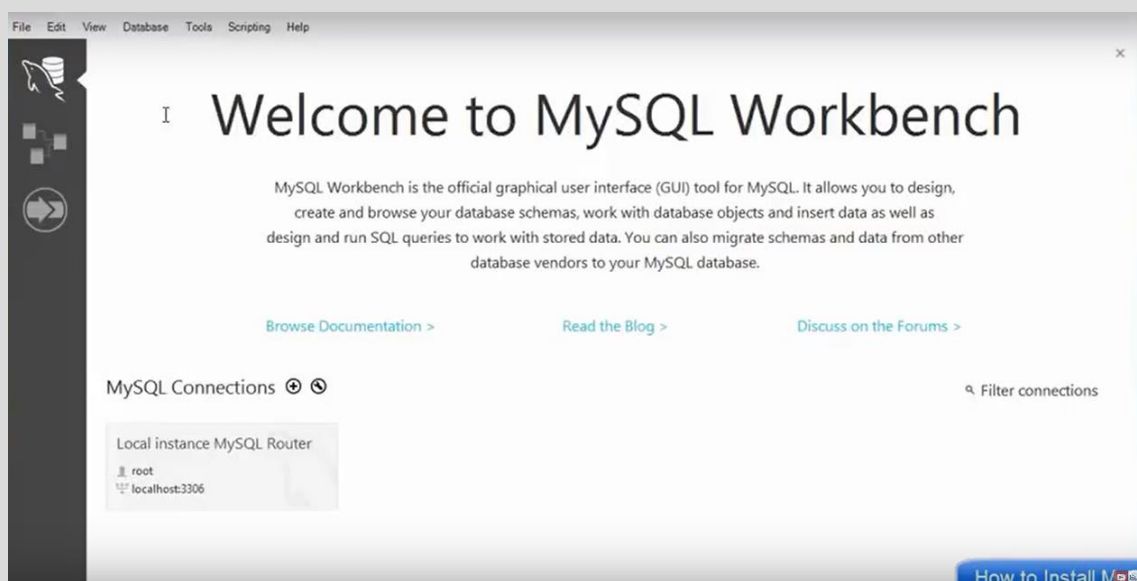 File Edit View Database Tools Scripting Help
Welcome to MySQL Workbench
MySQL Workbench is the official graphical user interface (GUI) tool for MySQL. It allows you to design,
create and browse your database schemas, work with database objects and insert data as well as
design and run SQL queries to work with stored data. You can also migrate schemas and data from other
database vendors to your MySQL database.
Browse Documentation > Read the Blog > Discuss on the Forums >
MySQL Connections Filter connections
Local instance MySQL Router
root
localhost:3306
How to Install